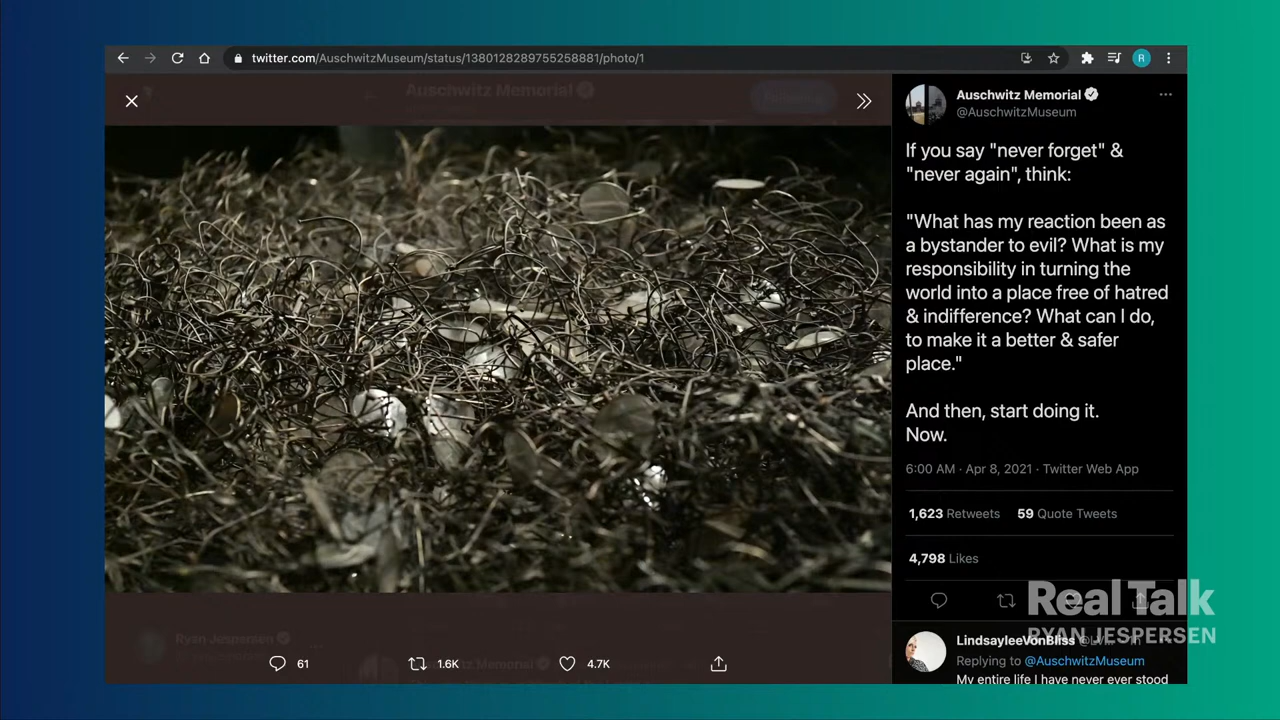 twitter.com/AuschwitzMuseum/status/1380128289755258881/photo/1
R
Auschwitz Memorial
Auschwitz Memorial
@AuschwitzMuseum
If you say "never forget" &
"never again", think:
"What has my reaction been as
a bystander to evil? What is my
responsibility in turning the
world into a place free of hatred
& indifference? What can I do,
to make it a better & safer
place."
And then, start doing it.
Now.
6:00 AM · Apr 8, 2021 · Twitter Web App
1,623 Retweets 59 Quote Tweets
4,798 Likes
Real Talk
RYAN JESPERSEN
LindsayleeVonBliss
Replying to @AuschwitzMuseum
My entire life I have never ever stood
Ryan Jespersen
61 1.6K 4.7K